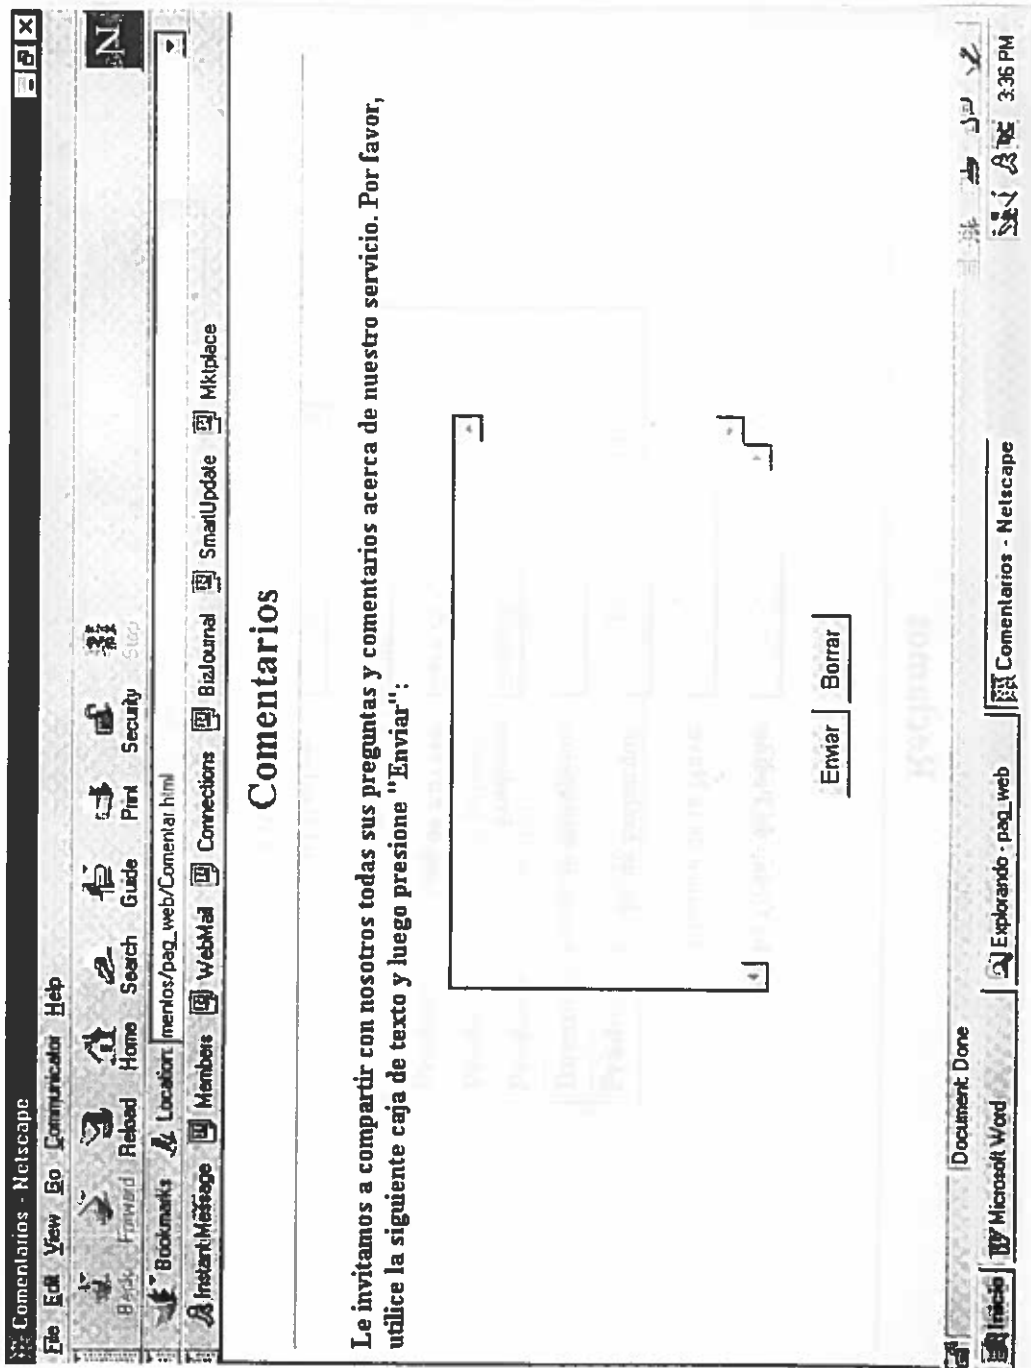 Comentarios - Netscape
File Edit View Go Communicator Help
Back Forward Reload Home Search Guide Print Security Stop
Bookmarks Location: mentos/pag_web/Comentar.html
Instant Message Members WebMail Connections BizJournal SmartUpdate Mktplace
Comentarios
Le invitamos a compartir con nosotros todas sus preguntas y comentarios acerca de nuestro servicio. Por favor,
utilice la siguiente caja de texto y luego presione "Enviar":
Enviar Borrar
Document: Done
Inicio Microsoft Word Explorando - pag_web Comentarios - Netscape 3:36 PM